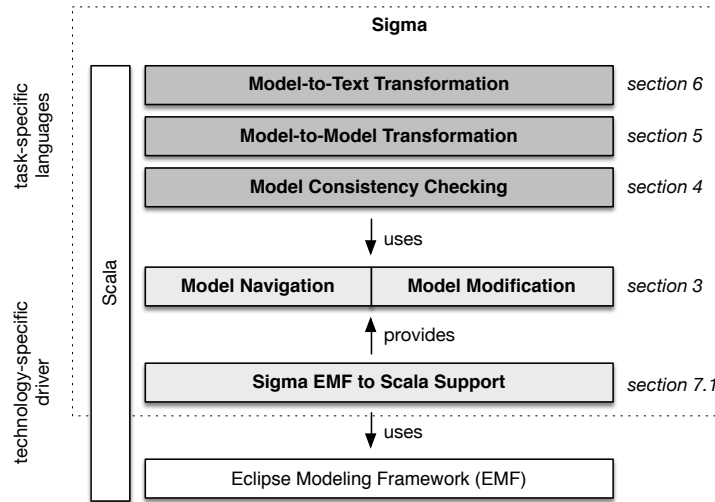 Sigma
task-specific
languages
Model-to-Text Transformation
section 6
Model-to-Model Transformation
section 5
Model Consistency Checking
section 4
uses
Scala
Model Navigation
Model Modification
section 3
provides
technology-specific
driver
Sigma EMF to Scala Support
section 7.1
uses
Eclipse Modeling Framework (EMF)